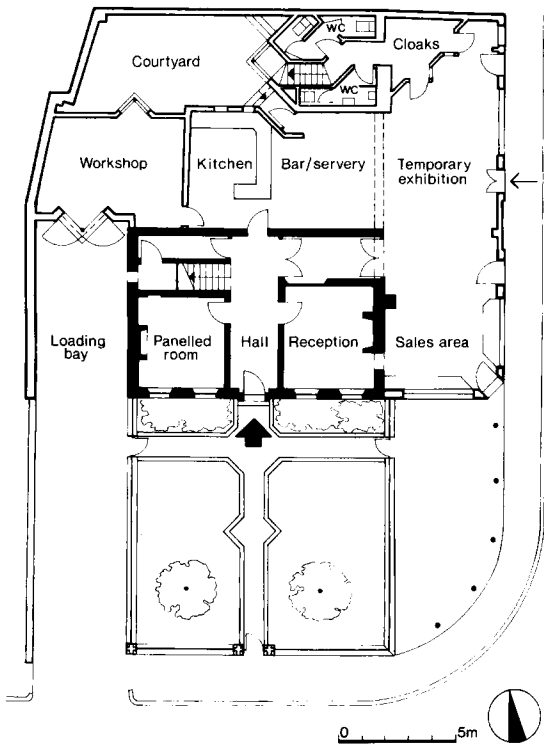 WC
Cloaks
Courtyard
WC
Workshop
Kitchen
Bar/servery
Temporary
exhibition
Loading
bay
Panelled
room
Hall
Reception
Sales area
0
5m